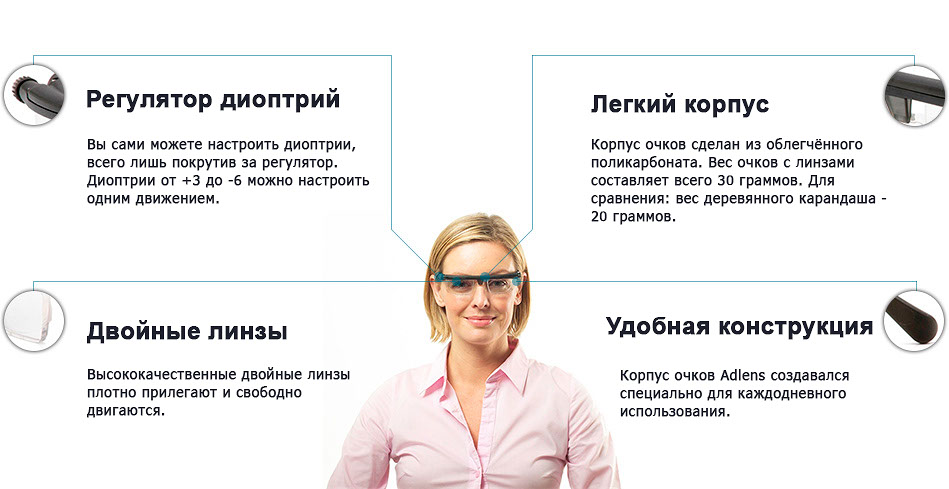 Регулятор диоптрий
Вы сами можете настроить диоптрии,
всего лишь покрутив за регулятор.
Диоптрии от +3 до -6 можно настроить
одним движением.
Легкий корпус
Корпус очков сделан из облегчённого
поликарбоната. Вес очков с линзами
составляет всего 30 граммов. Для
сравнения: вес деревянного карандаша -
20 граммов.
Двойные линзы
Высококачественные двойные линзы
плотно прилегают и свободно
двигаются.
Удобная конструкция
Корпус очков Adlens создавался
специально для каждодневного
использования.